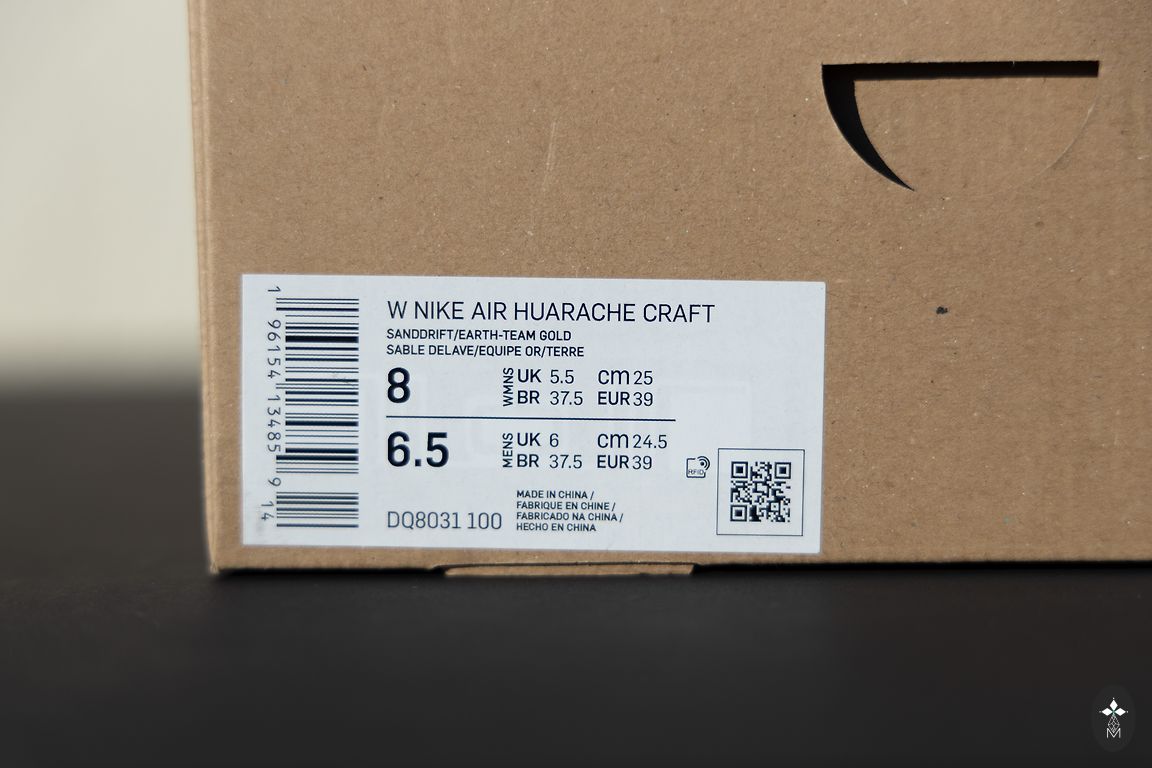 W NIKE AIR HUARACHE CRAFT
SANDDRIFT/EARTH-TEAM GOLD
SABLE DELAVE/EQUIPE OR/TERRE
8 WMNS UK 5.5 cm 25
BR 37.5 EUR 39
6.5 MENS UK 6 cm 24.5
BR 37.5 EUR 39
RFID
DQ8031 100
MADE IN CHINA /
FABRIQUE EN CHINE /
FABRICADO NA CHINA /
HECHO EN CHINA
1 96154 13485 9 14
M